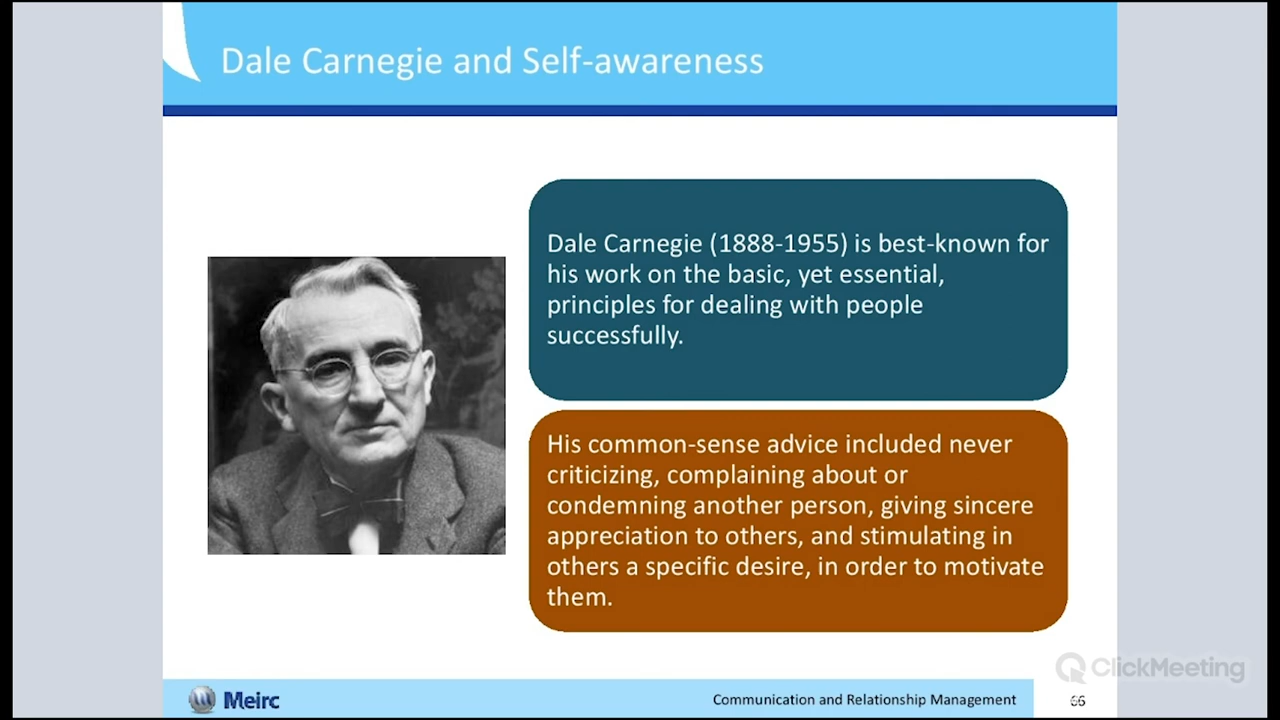 Dale Carnegie and Self-awareness
Dale Carnegie (1888-1955) is best-known for
his work on the basic, yet essential,
principles for dealing with people
successfully.
His common-sense advice included never
criticizing, complaining about or
condemning another person, giving sincere
appreciation to others, and stimulating in
others a specific desire, in order to motivate
them.
ClickMeeting
Meirc
Communication and Relationship Management
66